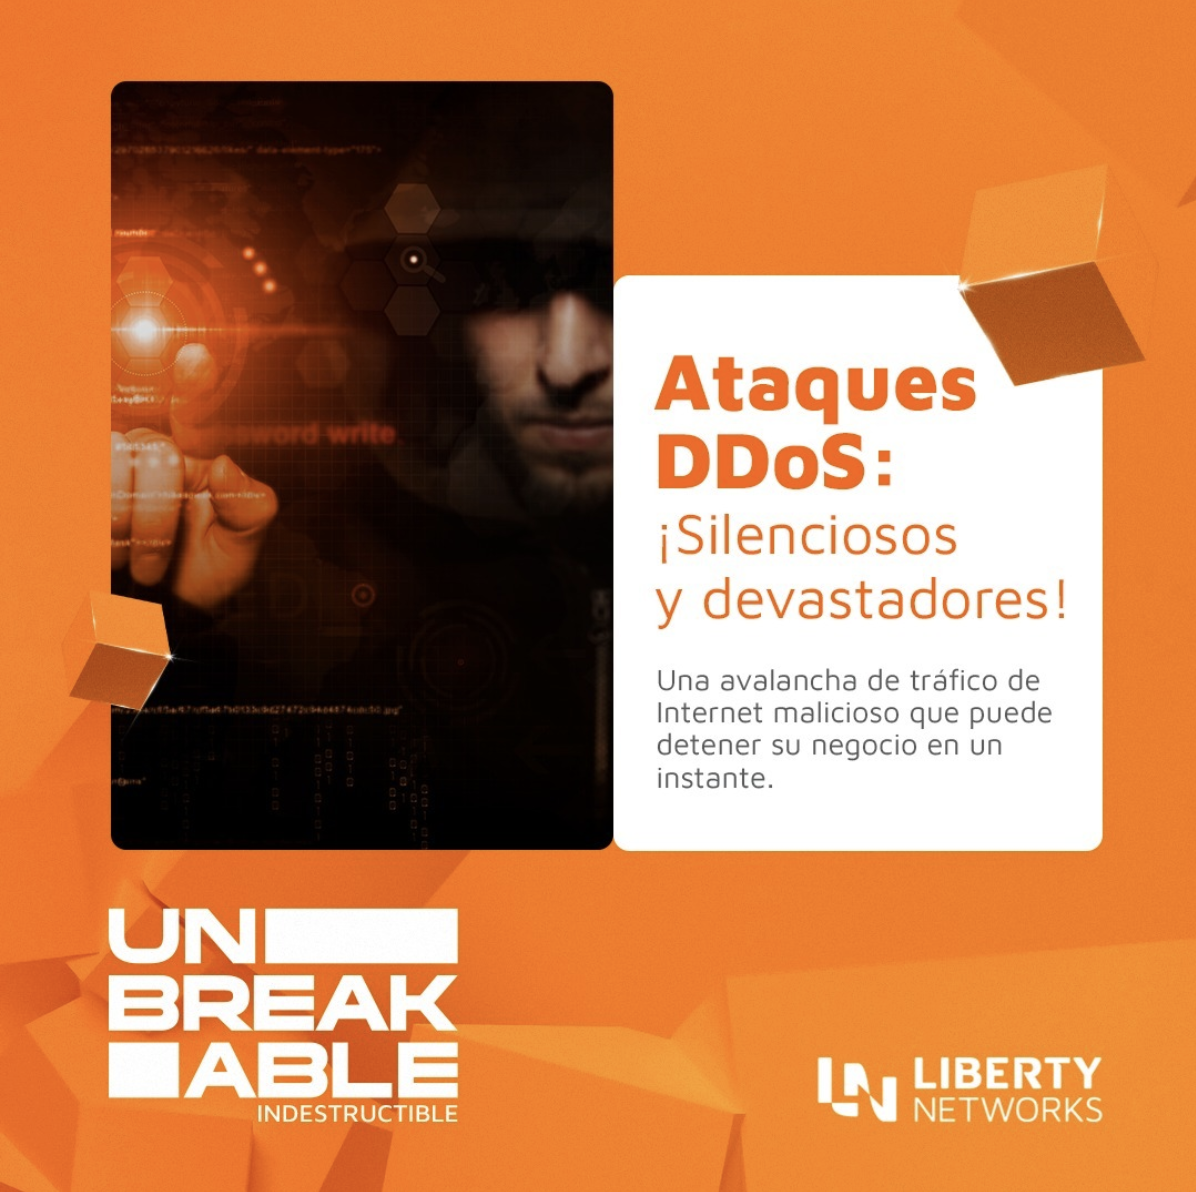 Ataques
DDoS:
¡Silenciosos
y devastadores!
Una avalancha de tráfico de
Internet malicioso que puede
detener su negocio en un
instante.
UN
BREAK
ABLE
INDESTRUCTIBLE
LIBERTY
NETWORKS